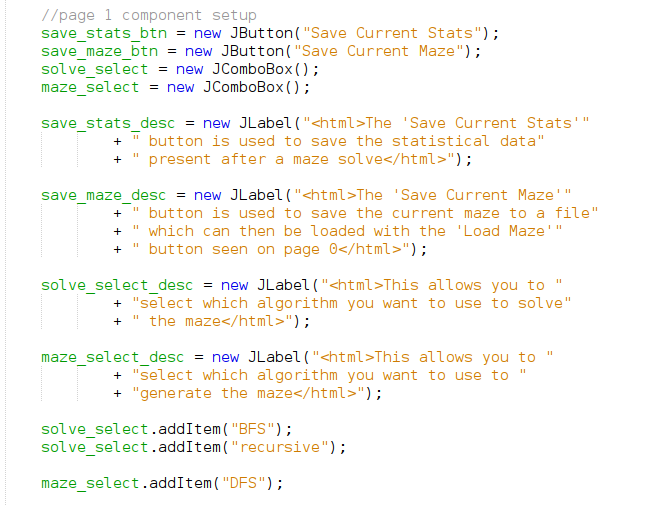 //page 1 component setup
save_stats_btn = new JButton("Save Current Stats");
save_maze_btn = new JButton("Save Current Maze");
solve_select = new JComboBox();
maze_select = new JComboBox();

save_stats_desc = new JLabel("<html>The 'Save Current Stats'"
        + " button is used to save the statistical data"
        + " present after a maze solve</html>");

save_maze_desc = new JLabel("<html>The 'Save Current Maze'"
        + " button is used to save the current maze to a file"
        + " which can then be loaded with the 'Load Maze'"
        + " button seen on page 0</html>");

solve_select_desc = new JLabel("<html>This allows you to "
        + "select which algorithm you want to use to solve"
        + " the maze</html>");

maze_select_desc = new JLabel("<html>This allows you to "
        + "select which algorithm you want to use to "
        + "generate the maze</html>");

solve_select.addItem("BFS");
solve_select.addItem("recursive");

maze_select.addItem("DFS");